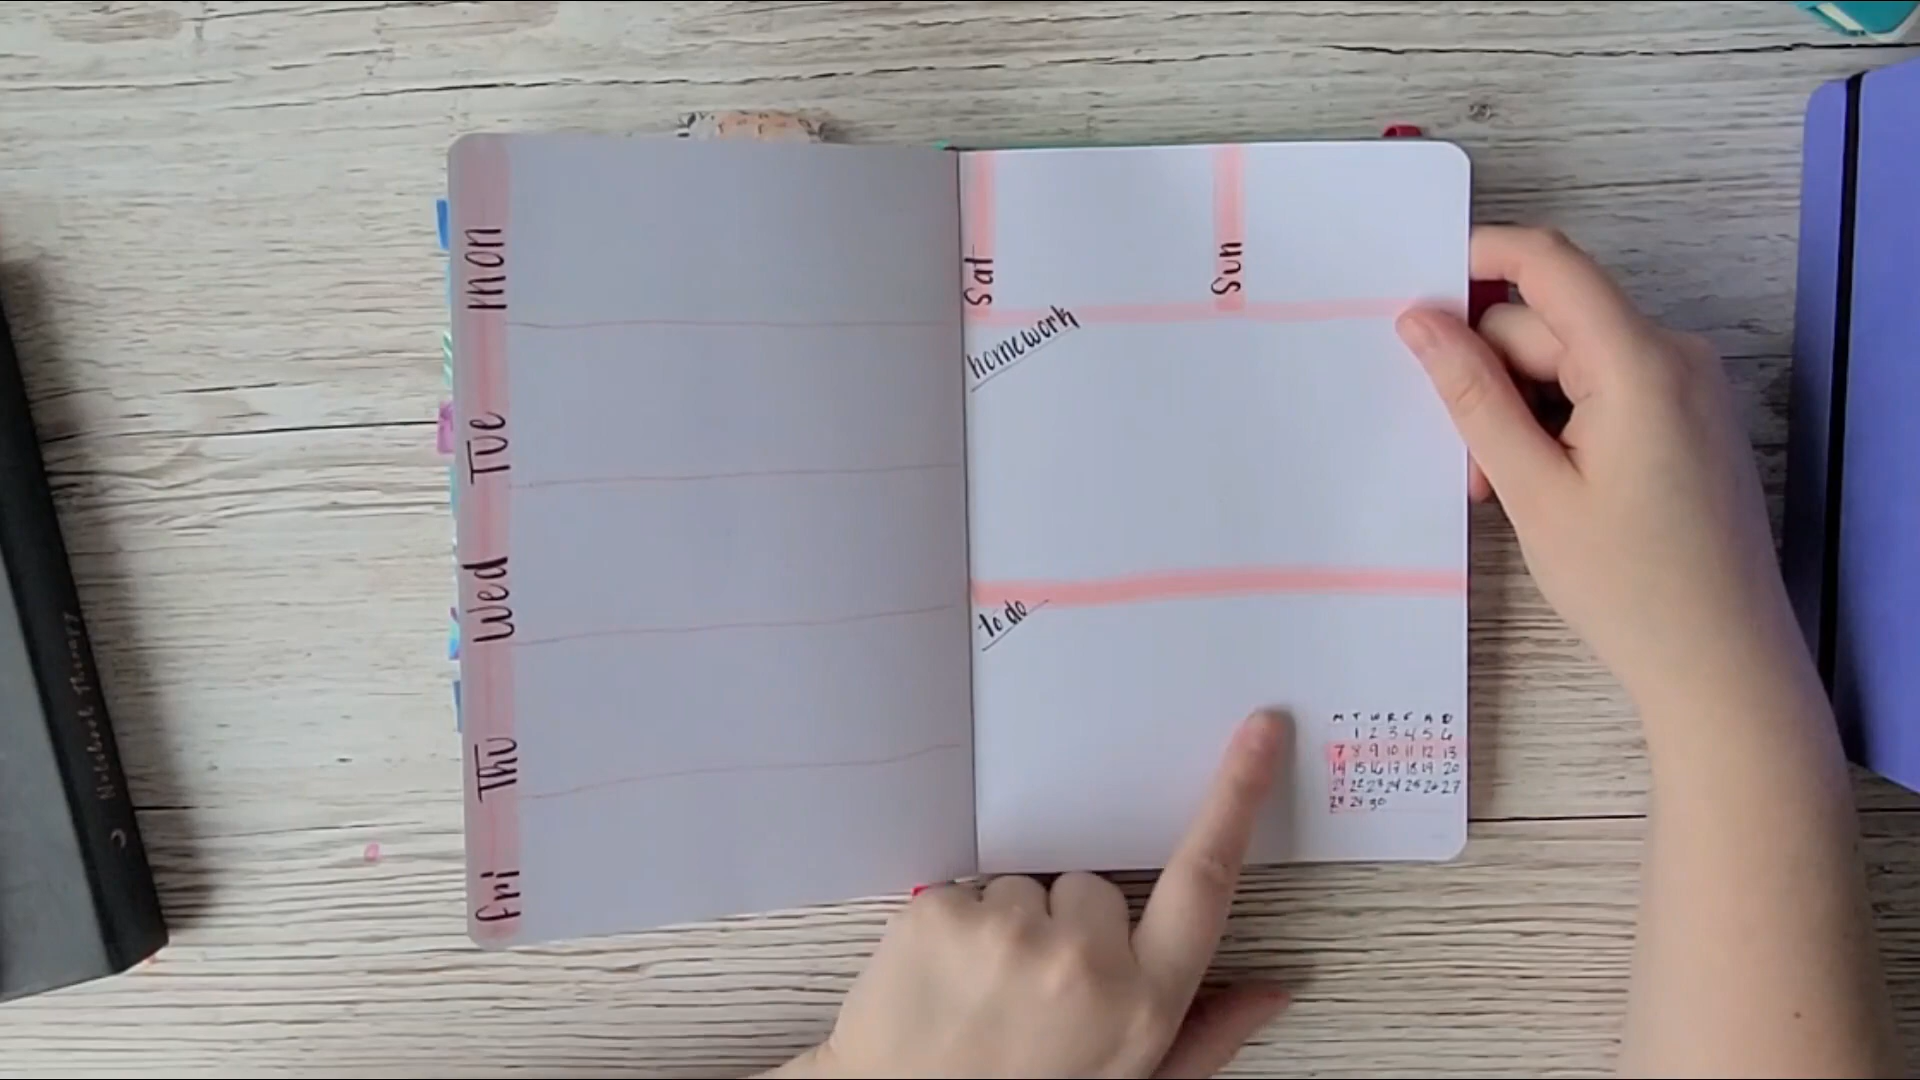 mon
Tue
Wed
Thu
Fri
Sat
Sun
homework
to do
M T W R F A D
1 2 3 4 5 6
7 8 9 10 11 12 13
14 15 16 17 18 19 20
21 22 23 24 25 26 27
28 29 30
Notebook Therapy